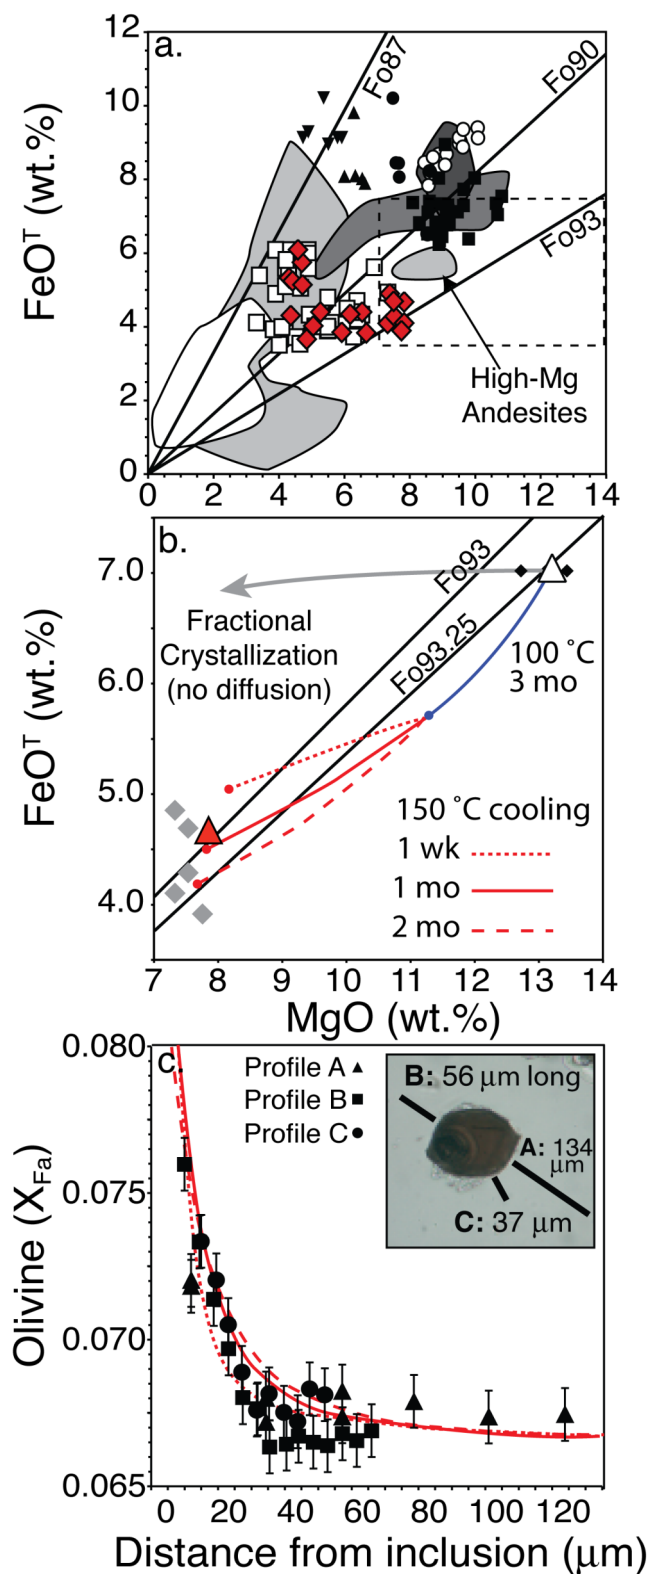 a.
FeOᵀ (wt.%)
12
10
8
6
4
2
0
0 2 4 6 8 10 12 14
Fo87
Fo90
Fo93
High-Mg
Andesites
b.
FeOᵀ (wt.%)
7.0
6.0
5.0
4.0
Fo93
Fo93.25
Fractional
Crystallization
(no diffusion)
100 ˚C
3 mo
150 ˚C cooling
1 wk
1 mo
2 mo
7 8 9 10 11 12 13 14
MgO (wt.%)
c.
Olivine (X_Fa)
0.080
0.075
0.070
0.065
Profile A
Profile B
Profile C
B: 56 µm long
A: 134
µm
C: 37 µm
0 20 40 60 80 100 120
Distance from inclusion (µm)